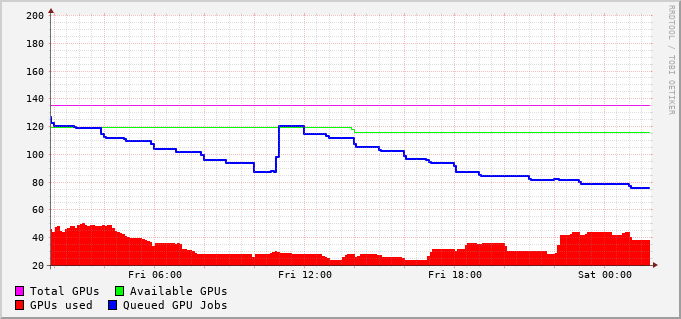 200
180
160
140
120
100
80
60
40
20
Fri 06:00 Fri 12:00 Fri 18:00 Sat 00:00
Total GPUs Available GPUs
GPUs used Queued GPU Jobs
RRDTOOL / TOBI OETIKER